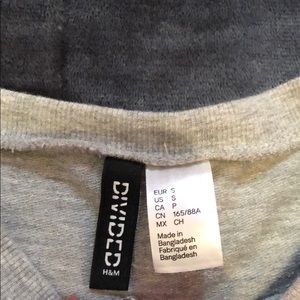 DIVIDED
H&M
EUR S
US S
CA P
CN 165/88A
MX CH
Made in
Bangladesh
Fabriqué en
Bangladesh